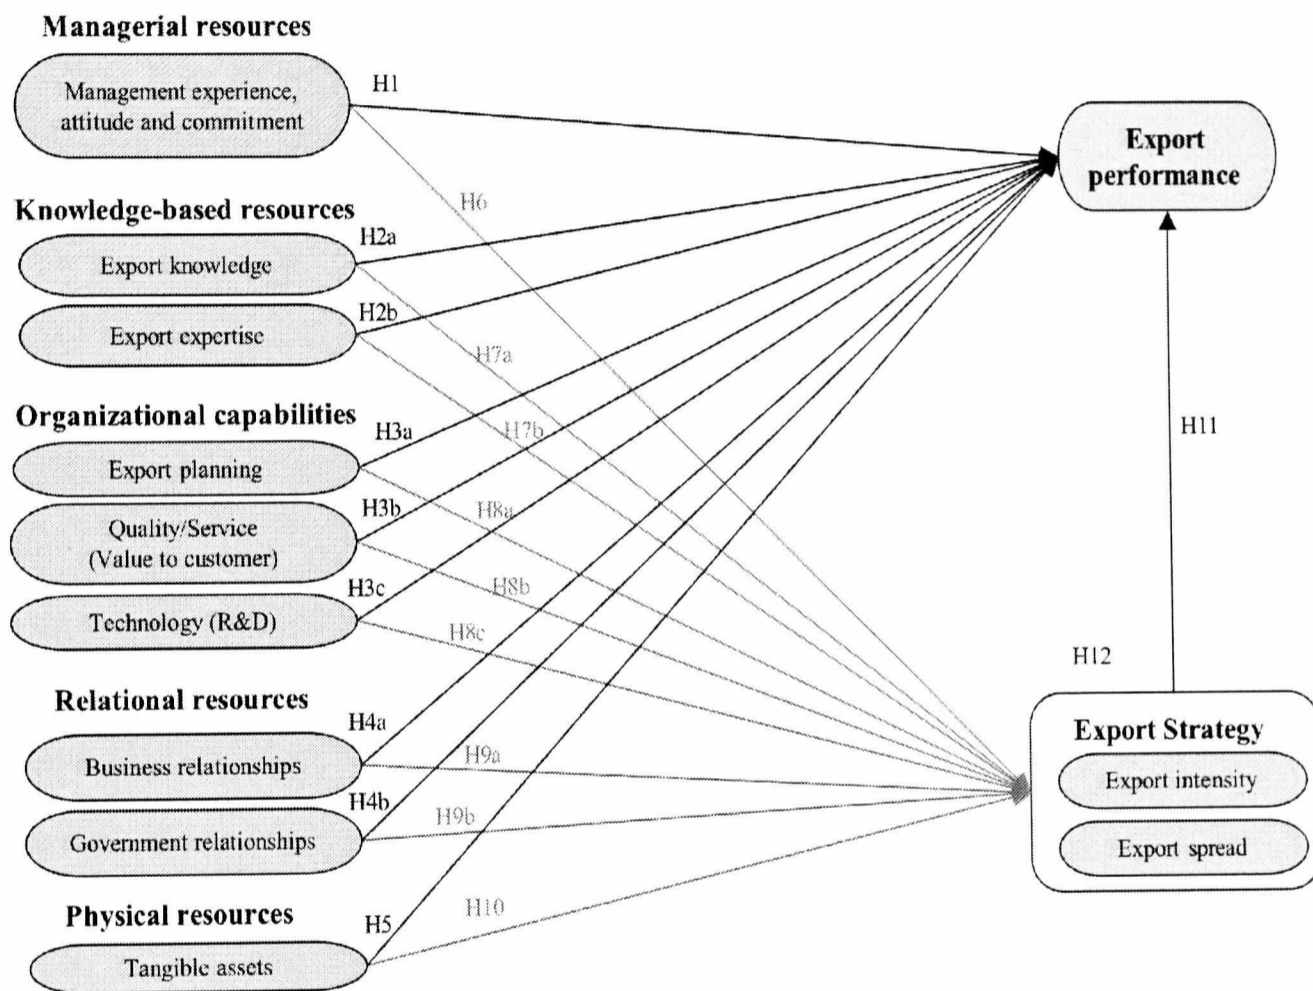 Managerial resources
Management experience,
attitude and commitment
H1
H6
Export
performance
Knowledge-based resources
H2a
Export knowledge
H2b
Export expertise
H7a
Organizational capabilities
H3a
H7b
Export planning
H3b
H8a
Quality/Service
(Value to customer)
H3c
H8b
Technology (R&D)
H8c
H11
H12
Relational resources
H4a
Business relationships
H9a
H4b
Government relationships
H9b
Export Strategy
Export intensity
Export spread
Physical resources
H5
H10
Tangible assets